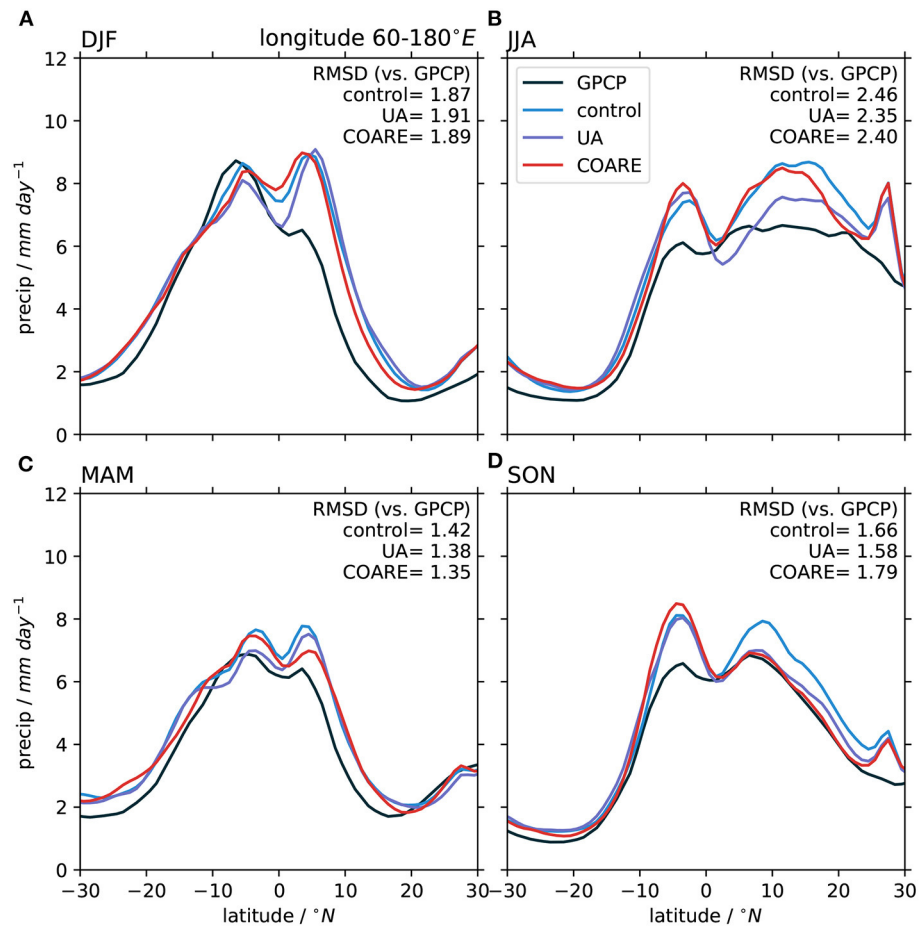 A
DJF
longitude 60-180°E
RMSD (vs. GPCP)
control= 1.87
UA= 1.91
COARE= 1.89
12
10
8
6
4
2
0
precip / mm day⁻¹
B
JJA
GPCP
control
UA
COARE
RMSD (vs. GPCP)
control= 2.46
UA= 2.35
COARE= 2.40
C
MAM
RMSD (vs. GPCP)
control= 1.42
UA= 1.38
COARE= 1.35
12
10
8
6
4
2
0
precip / mm day⁻¹
−30 −20 −10 0 10 20 30
latitude / °N
D
SON
RMSD (vs. GPCP)
control= 1.66
UA= 1.58
COARE= 1.79
−30 −20 −10 0 10 20 30
latitude / °N